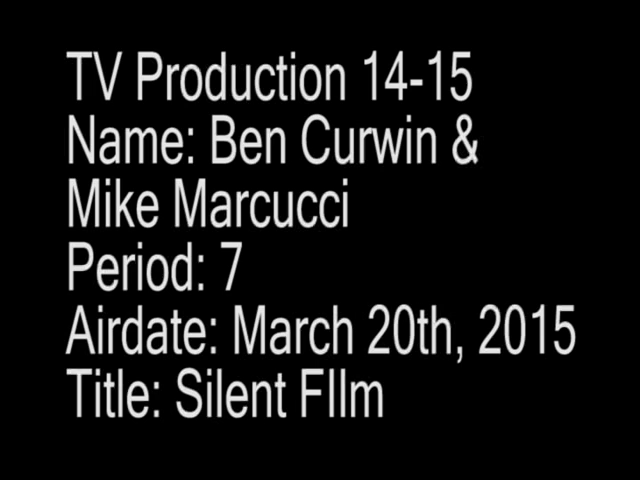 TV Production 14-15
Name: Ben Curwin &
Mike Marcucci
Period: 7
Airdate: March 20th, 2015
Title: Silent FIlm